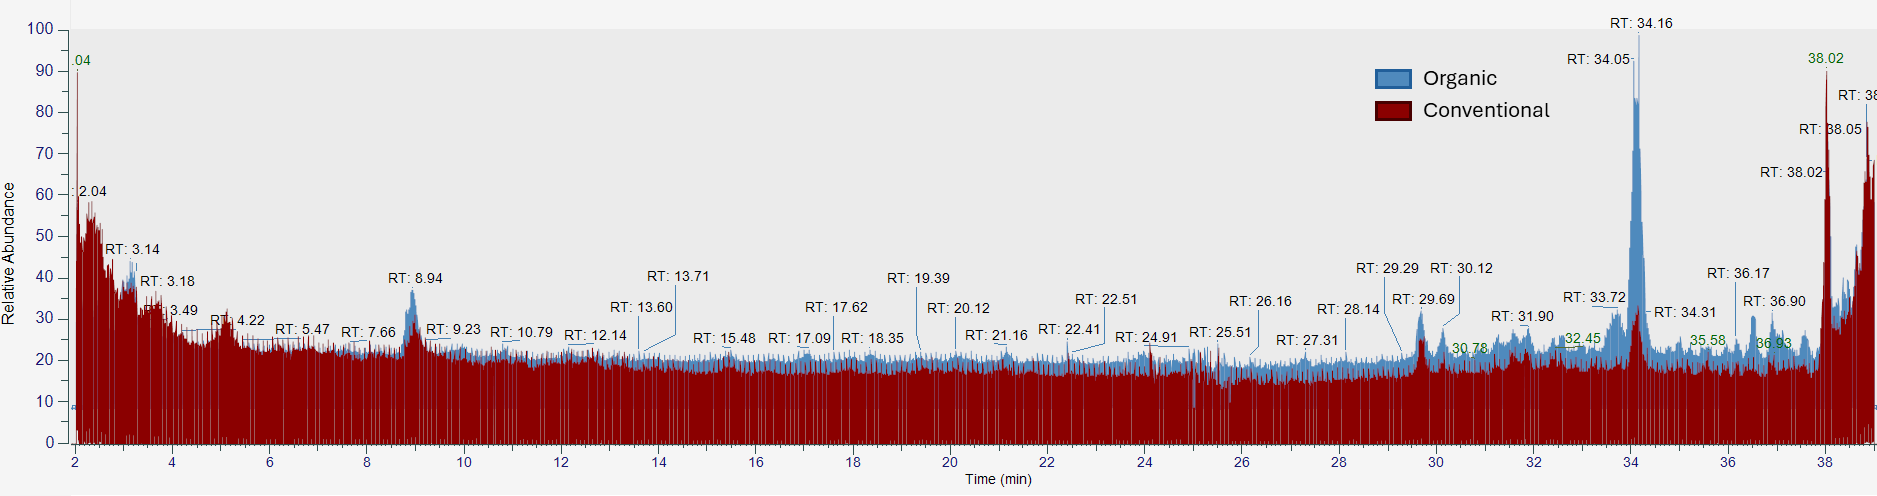 Relative Abundance
100
90
80
70
60
50
40
30
20
10
0
.04
: 2.04
RT: 3.14
RT: 3.18
RT: 3.49
RT: 4.22
RT: 5.47
RT: 7.66
RT: 8.94
RT: 9.23
RT: 10.79
RT: 12.14
RT: 13.60
RT: 13.71
RT: 15.48
RT: 17.09
RT: 17.62
RT: 18.35
RT: 19.39
RT: 20.12
RT: 21.16
RT: 22.41
RT: 22.51
RT: 24.91
RT: 25.51
RT: 26.16
RT: 27.31
RT: 28.14
RT: 29.29
RT: 29.69
RT: 30.12
30.78
RT: 31.90
32.45
RT: 33.72
RT: 34.05
RT: 34.16
RT: 34.31
35.58
RT: 36.17
RT: 36.90
36.93
38.02
RT: 38.02
RT: 38.05
RT: 38
Organic
Conventional
2 4 6 8 10 12 14 16 18 20 22 24 26 28 30 32 34 36 38
Time (min)